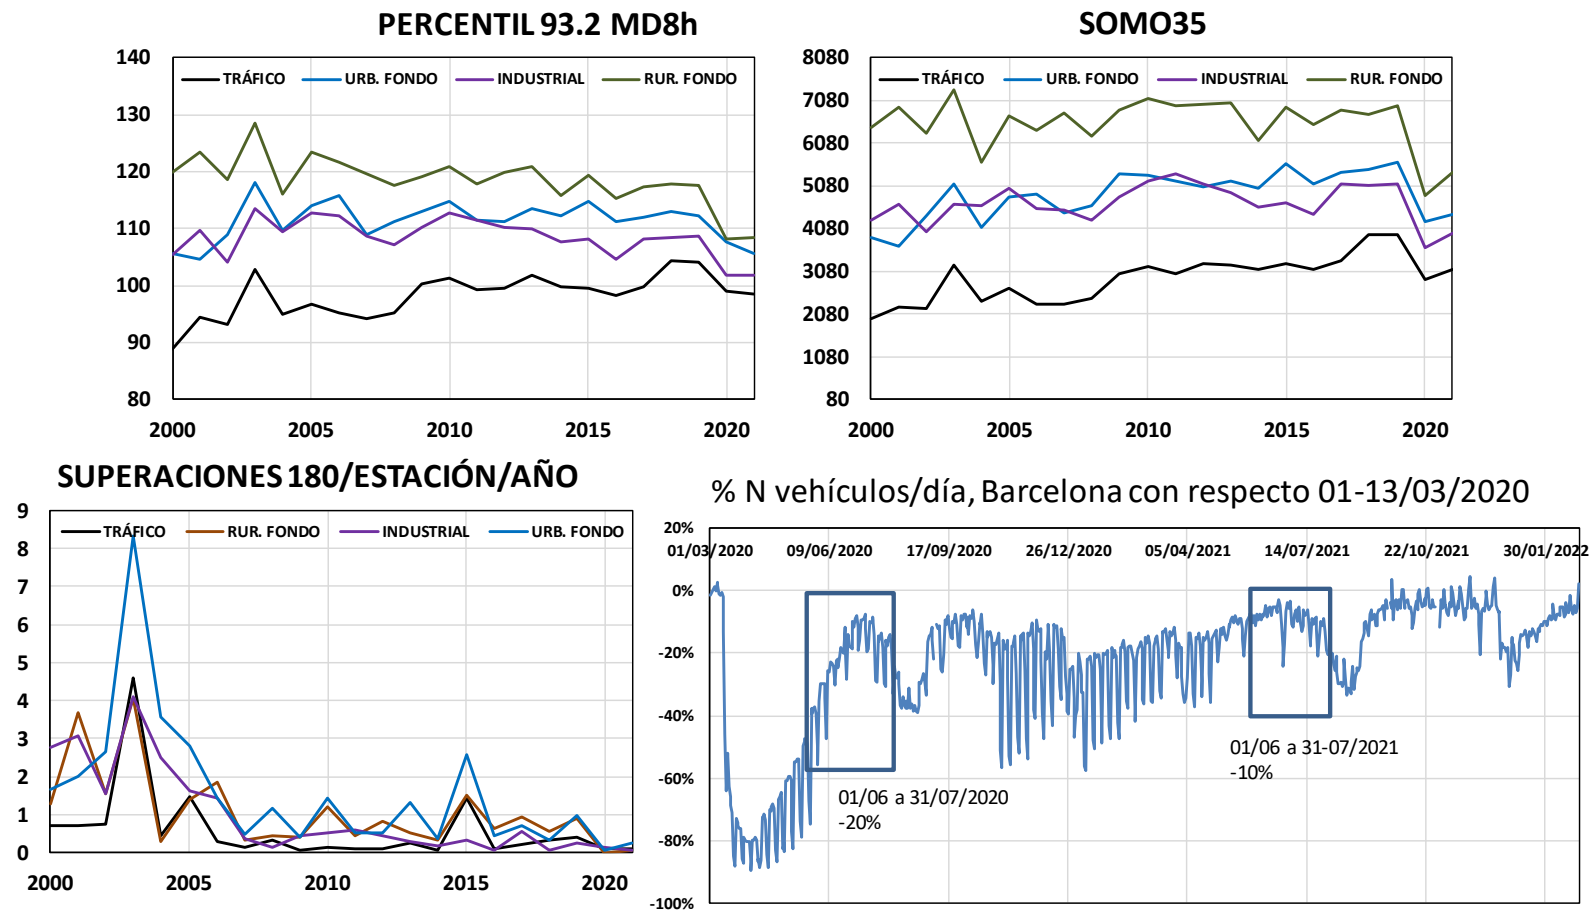 PERCENTIL 93.2 MD8h
140
130
120
110
100
90
80
TRÁFICO URB. FONDO INDUSTRIAL RUR. FONDO
2000 2005 2010 2015 2020
SOMO35
8080
7080
6080
5080
4080
3080
2080
1080
80
TRÁFICO URB. FONDO INDUSTRIAL RUR. FONDO
2000 2005 2010 2015 2020
SUPERACIONES 180/ESTACIÓN/AÑO
9
8
7
6
5
4
3
2
1
0
TRÁFICO RUR. FONDO INDUSTRIAL URB. FONDO
2000 2005 2010 2015 2020
% N vehículos/día, Barcelona con respecto 01-13/03/2020
20%
0%
-20%
-40%
-60%
-80%
-100%
01/03/2020 09/06/2020 17/09/2020 26/12/2020 05/04/2021 14/07/2021 22/10/2021 30/01/2022
01/06 a 31/07/2020
-20%
01/06 a 31-07/2021
-10%